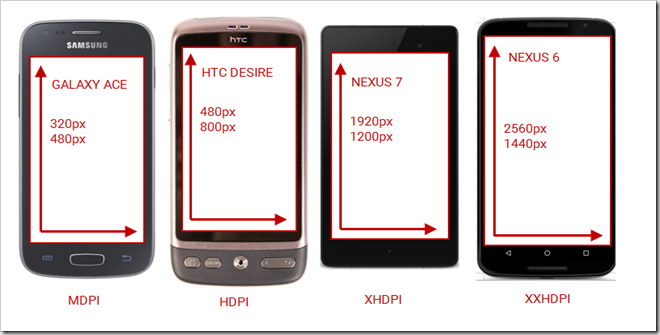 SAMSUNG
GALAXY ACE
320px
480px
MDPI
hTC
HTC DESIRE
480px
800px
HDPI
NEXUS 7
1920px
1200px
XHDPI
NEXUS 6
2560px
1440px
XXHDPI